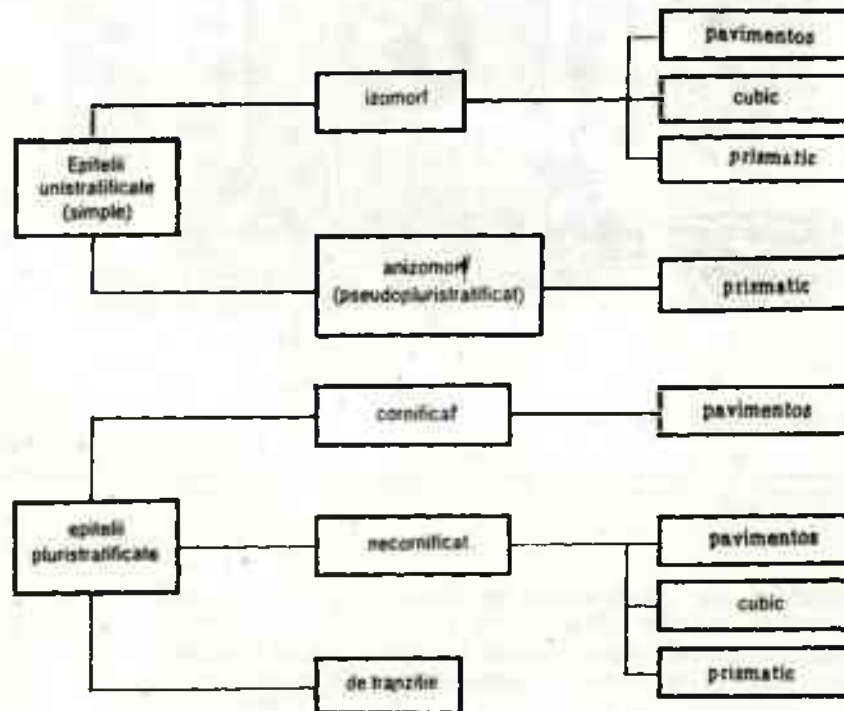 Epitelii
unistratificate
(simple)
izomorf
pavimentos
cubic
prismatic
anizomorf
(pseudopluristratificat)
prismatic
epitelii
pluristratificate
cornificat
pavimentos
necornificat
pavimentos
cubic
prismatic
de tranzitie